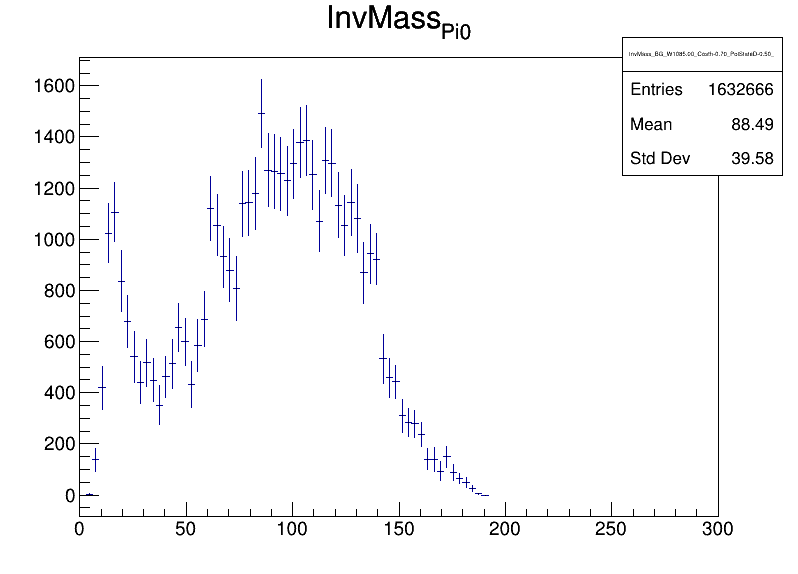 InvMassPi0
InvMass_BG_W1085.00_Costh-0.70_PolStateD-0.50_
Entries 1632666
Mean 88.49
Std Dev 39.58
1600
1400
1200
1000
800
600
400
200
0
0 50 100 150 200 250 300